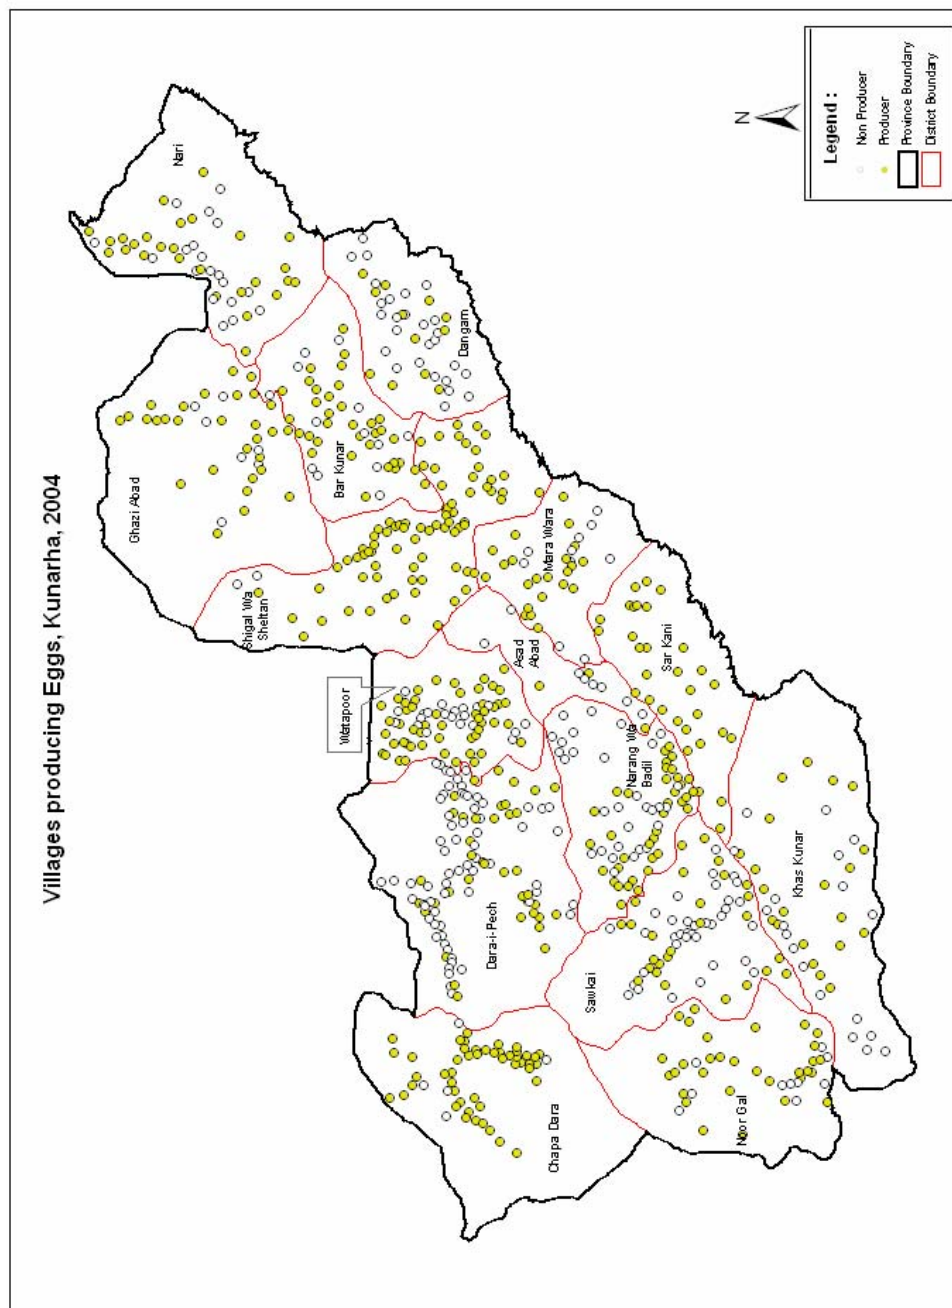 Villages producing Eggs, Kunarha, 2004
Nari
Ghazi Abad
Dangam
Bar Kunar
Shigal Wa
Sheltan
Mara Wara
Asad
Abad
Watapoor
Sar Kani
Narang Wa
Badil
Dara-i-Pech
Khas Kunar
Sawkai
Chapa Dara
Noor Gal
N
Legend :
Non Producer
Producer
Province Boundary
District Boundary